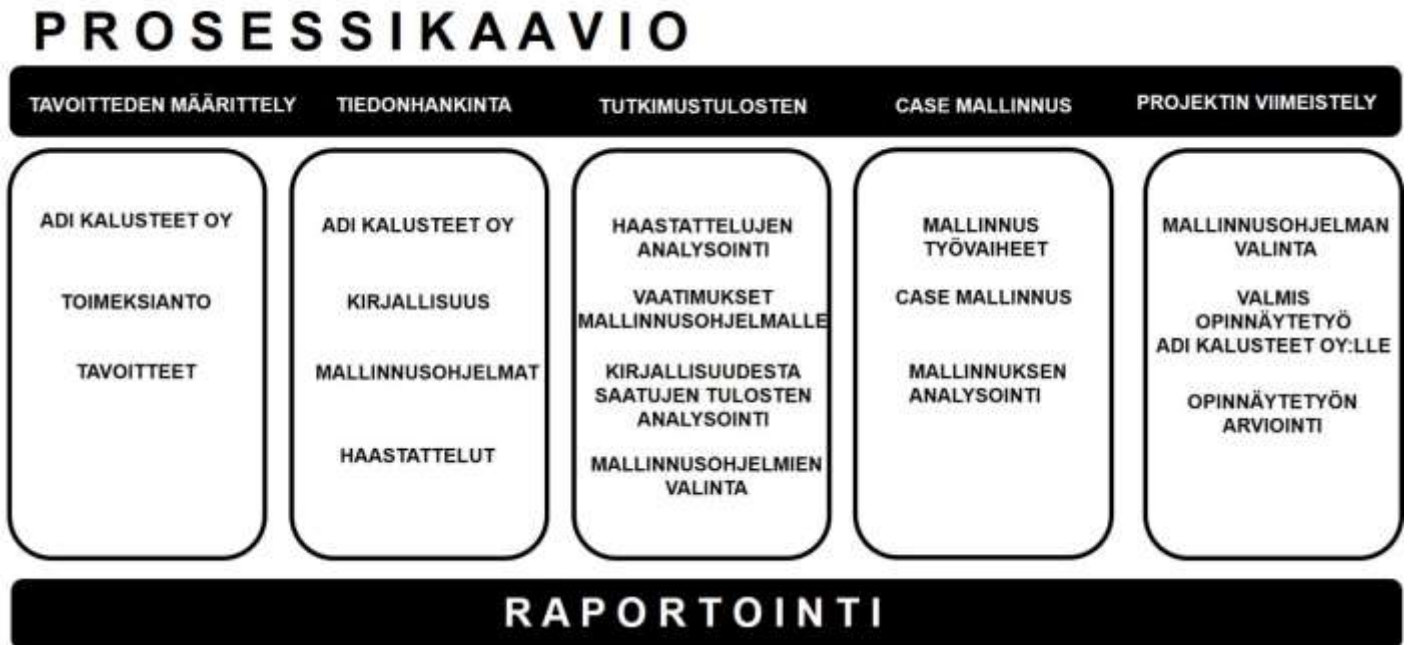 PROSESSIKAAVIO
TAVOITTEDEN MÄÄRITTELY
TIEDONHANKINTA
TUTKIMUSTULOSTEN
CASE MALLINNUS
PROJEKTIN VIIMEISTELY
ADI KALUSTEET OY
TOIMEKSIANTO
TAVOITTEET
ADI KALUSTEET OY
KIRJALLISUUS
MALLINNUSOHJELMAT
HAASTATTELUT
HAASTATTELUJEN
ANALYSOINTI
VAATIMUKSET
MALLINNUSOHJELMALLE
KIRJALLISUUDESTA
SAATUJEN TULOSTEN
ANALYSOINTI
MALLINNUSOHJELMIEN
VALINTA
MALLINNUS
TYÖVAIHEET
CASE MALLINNUS
MALLINNUKSEN
ANALYSOINTI
MALLINNUSOHJELMAN
VALINTA
VALMIS
OPINNÄYTETYÖ
ADI KALUSTEET OY:LLE
OPINNÄYTETYÖN
ARVIOINTI
RAPORTOINTI